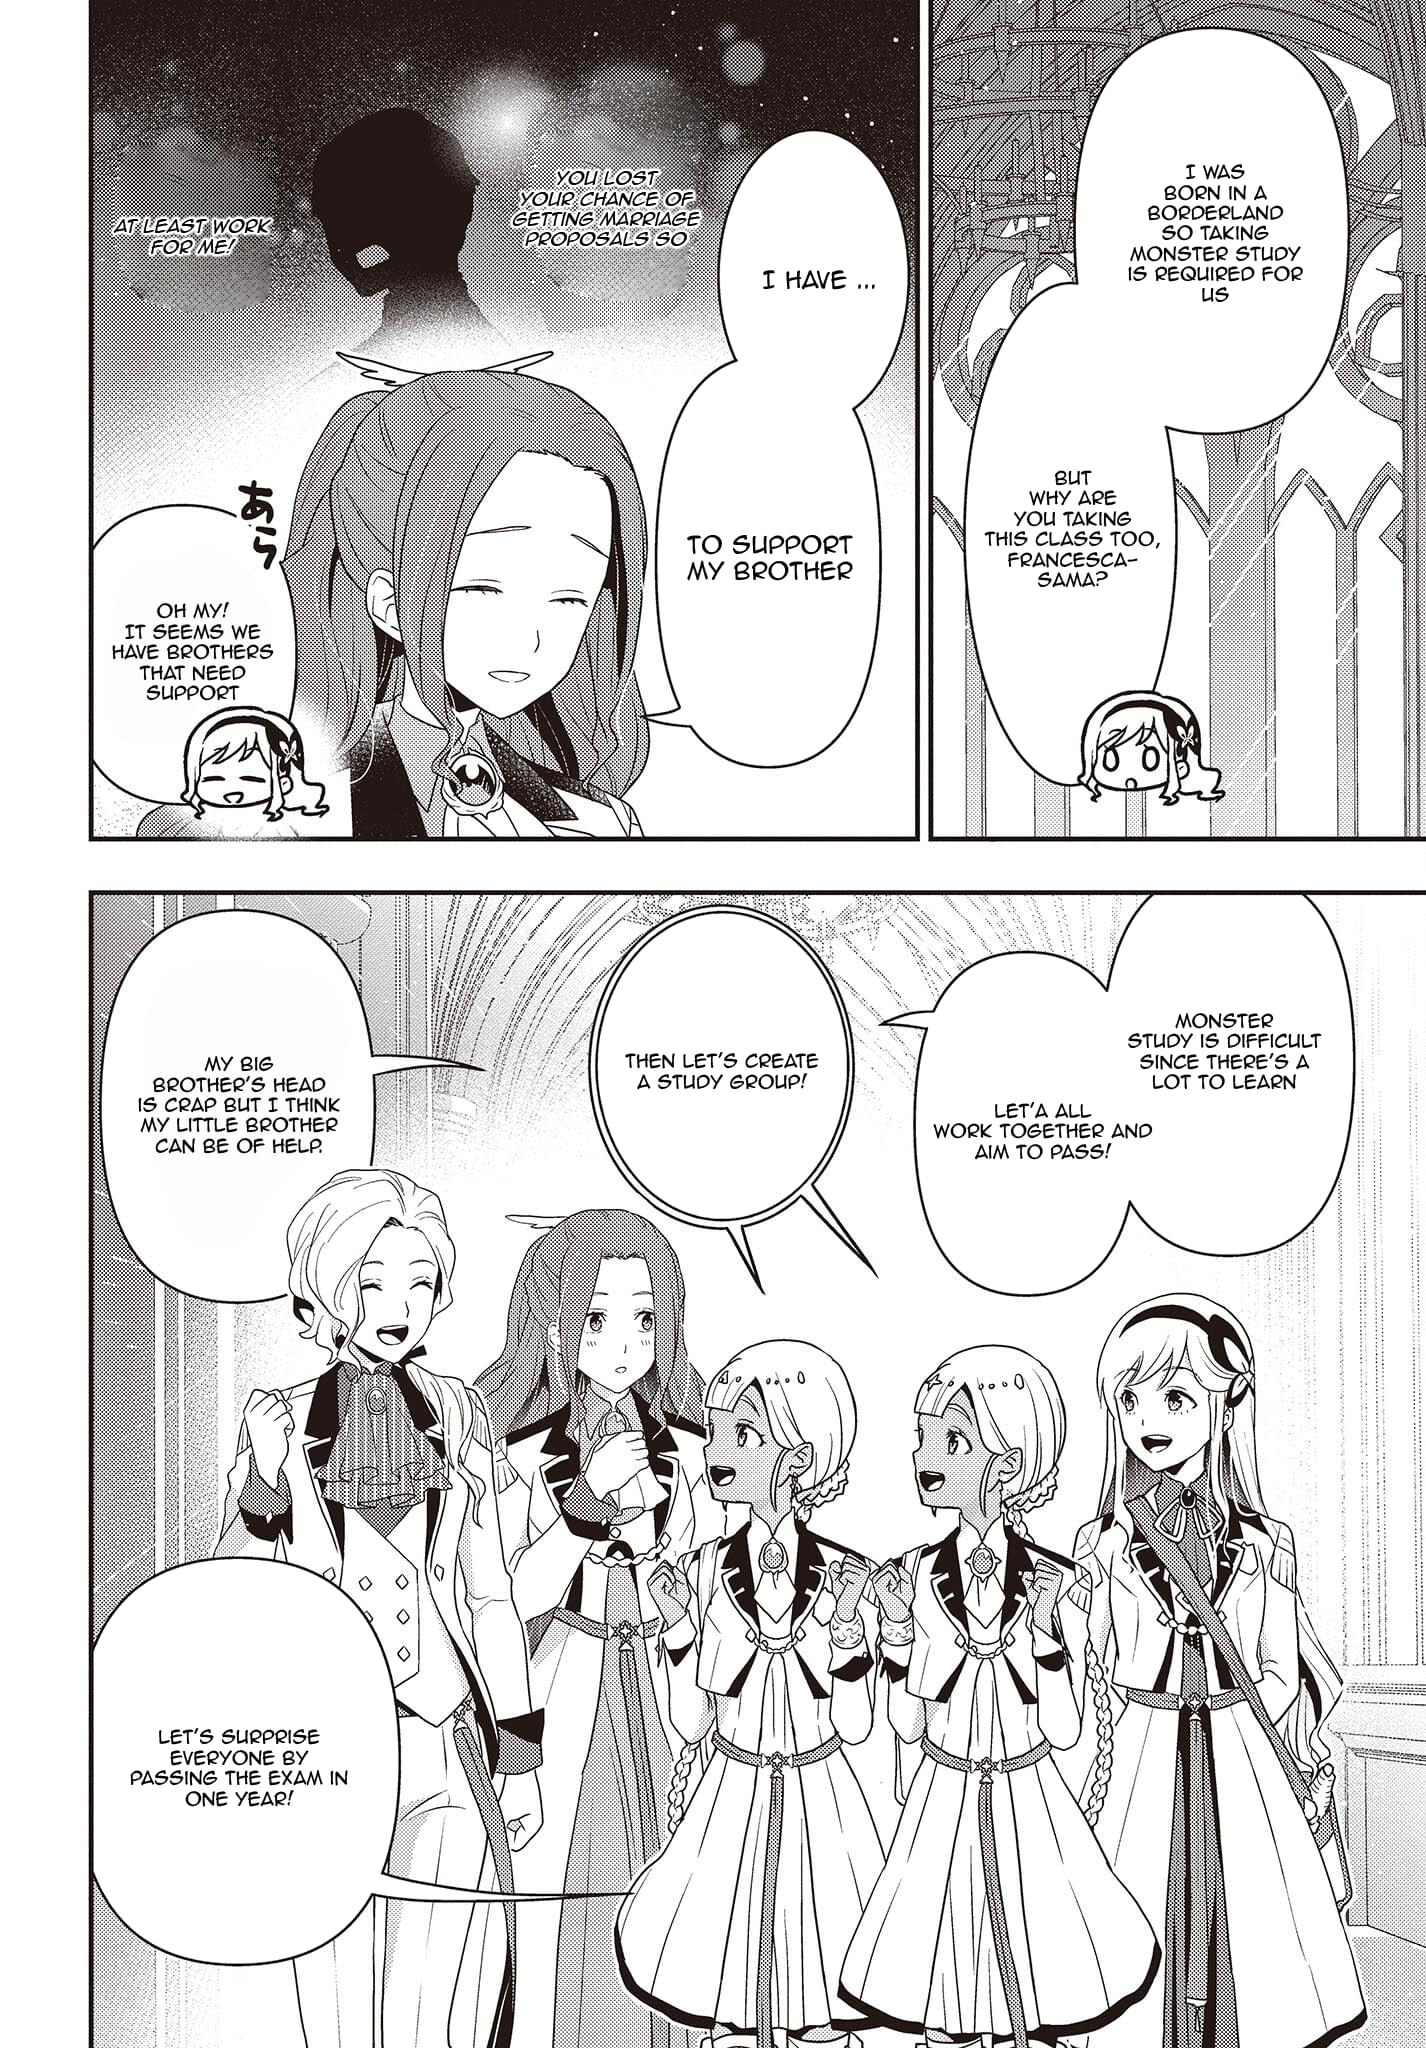 I WAS
BORN IN A
BORDERLAND
SO TAKING
MONSTER STUDY
IS REQUIRED FOR
US
BUT
WHY ARE
YOU TAKING
THIS CLASS TOO,
FRANCESCA-
SAMA?
I HAVE ...
TO SUPPORT
MY BROTHER
YOU LOST
YOUR CHANCE OF
GETTING MARRIAGE
PROPOSALS SO
AT LEAST WORK
FOR ME!
あら
OH MY!
IT SEEMS WE
HAVE BROTHERS
THAT NEED
SUPPORT
MONSTER
STUDY IS DIFFICULT
SINCE THERE'S A
LOT TO LEARN
LET'A ALL
WORK TOGETHER AND
AIM TO PASS!
THEN LET'S CREATE
A STUDY GROUP!
MY BIG
BROTHER'S HEAD
IS CRAP BUT I THINK
MY LITTLE BROTHER
CAN BE OF HELP.
LET'S SURPRISE
EVERYONE BY
PASSING THE EXAM IN
ONE YEAR!